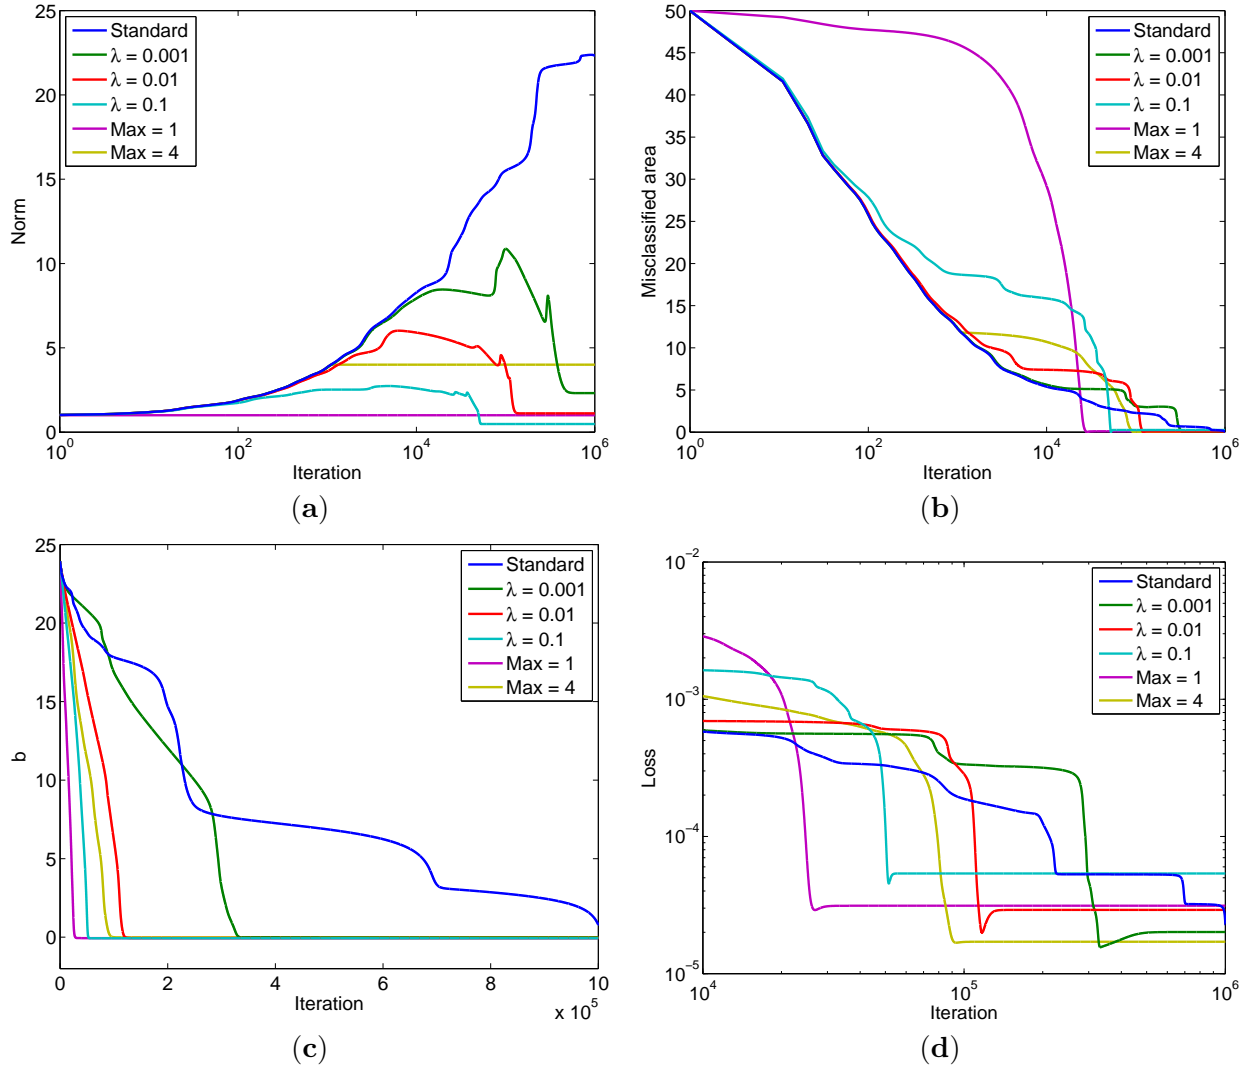 25
20
15
10
5
0
Norm
10^0
10^2
10^4
10^6
Iteration
Standard
λ = 0.001
λ = 0.01
λ = 0.1
Max = 1
Max = 4
(a)
50
45
40
35
30
25
20
15
10
5
0
Misclassified area
10^0
10^2
10^4
10^6
Iteration
Standard
λ = 0.001
λ = 0.01
λ = 0.1
Max = 1
Max = 4
(b)
25
20
15
10
5
0
b
0
2
4
6
8
10
Iteration
x 10^5
Standard
λ = 0.001
λ = 0.01
λ = 0.1
Max = 1
Max = 4
(c)
10^−2
10^−3
10^−4
10^−5
Loss
10^4
10^5
10^6
Iteration
Standard
λ = 0.001
λ = 0.01
λ = 0.1
Max = 1
Max = 4
(d)